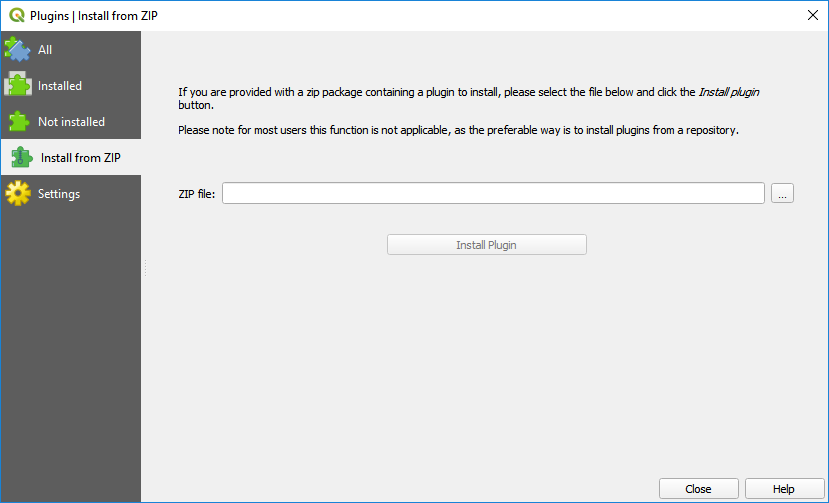 Plugins | Install from ZIP
All
Installed
Not installed
Install from ZIP
Settings
If you are provided with a zip package containing a plugin to install, please select the file below and click the Install plugin
button.
Please note for most users this function is not applicable, as the preferable way is to install plugins from a repository.
ZIP file:
...
Install Plugin
Close
Help